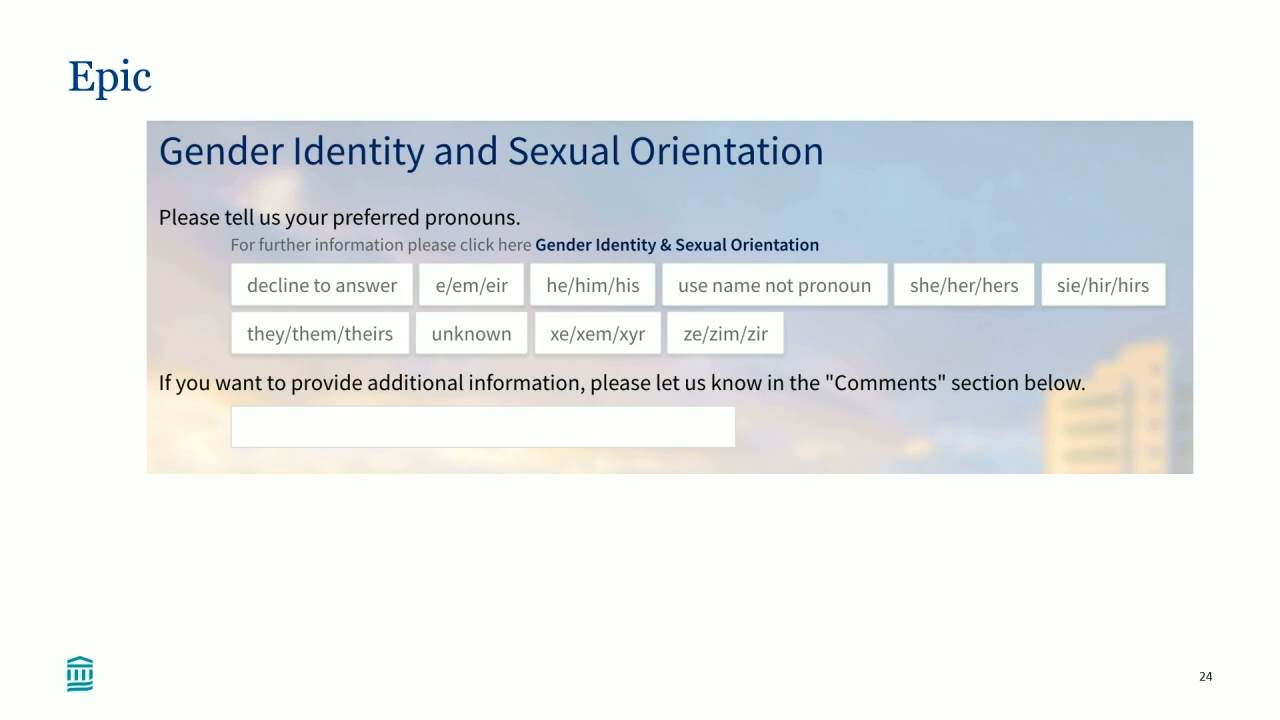 Epic
Gender Identity and Sexual Orientation
Please tell us your preferred pronouns.
For further information please click here Gender Identity & Sexual Orientation
decline to answer e/em/eir he/him/his use name not pronoun she/her/hers sie/hir/hirs
they/them/theirs unknown xe/xem/xyr ze/zim/zir
If you want to provide additional information, please let us know in the "Comments" section below.
24